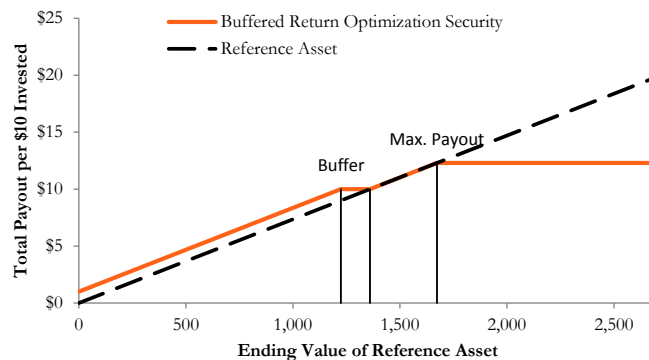 $25
$20
$15
$10
$5
$0
Total Payout per $10 Invested
Buffered Return Optimization Security
Reference Asset
Max. Payout
Buffer
0
500
1,000
1,500
2,000
2,500
Ending Value of Reference Asset